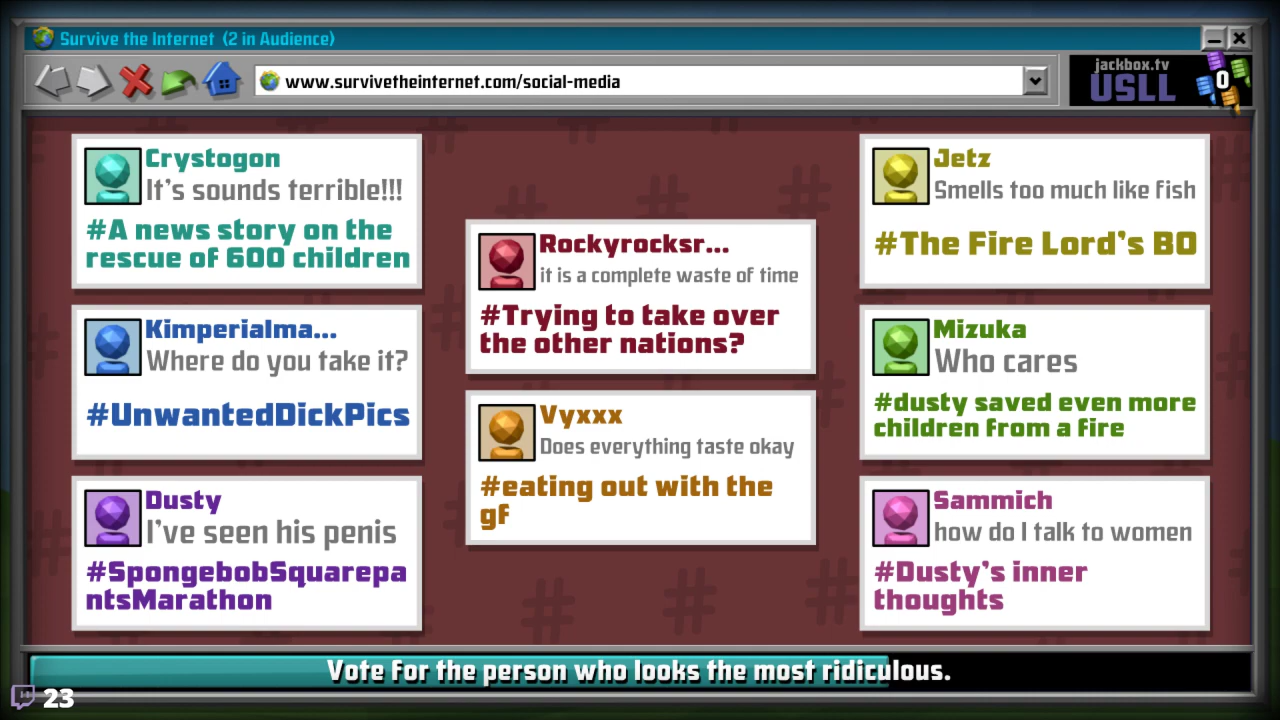 Survive the Internet (2 in Audience)
www.survivetheinternet.com/social-media
jackbox.tv
USLL
0
Crystogon
It's sounds terrible!!!
#A news story on the
rescue of 600 children
Kimperialma...
Where do you take it?
#UnwantedDickPics
Dusty
I've seen his penis
#SpongebobSquarepa
ntsMarathon
Rockyrocksr...
it is a complete waste of time
#Trying to take over
the other nations?
Vyxxx
Does everything taste okay
#eating out with the
gf
Jetz
Smells too much like fish
#The Fire Lord's BO
Mizuka
Who cares
#dusty saved even more
children from a fire
Sammich
how do I talk to women
#Dusty's inner
thoughts
Vote for the person who looks the most ridiculous.
23